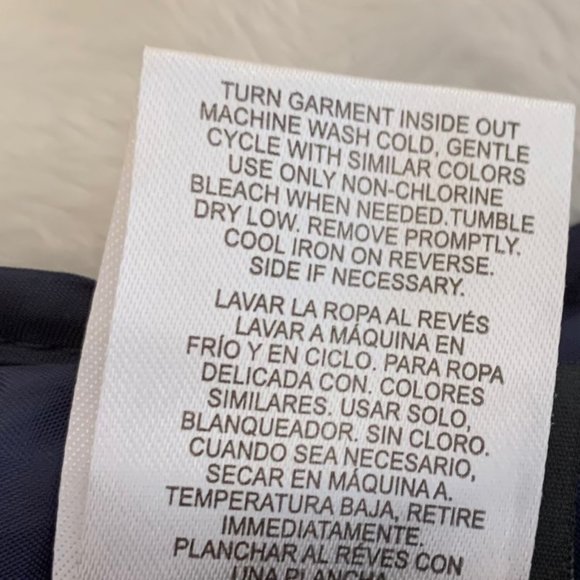 TURN GARMENT INSIDE OUT
MACHINE WASH COLD, GENTLE
CYCLE WITH SIMILAR COLORS
USE ONLY NON-CHLORINE
BLEACH WHEN NEEDED.TUMBLE
DRY LOW. REMOVE PROMPTLY.
COOL IRON ON REVERSE.
SIDE IF NECESSARY.
LAVAR LA ROPA AL REVÉS
LAVAR A MÁQUINA EN
FRÍO Y EN CICLO. PARA ROPA
DELICADA CON. COLORES
SIMILARES. USAR SOLO,
BLANQUEADOR. SIN CLORO.
CUANDO SEA NECESARIO,
SECAR EN MÁQUINA A.
TEMPERATURA BAJA, RETIRE
IMMEDIATAMENTE.
PLANCHAR AL RÉVES CON
UNA PLANCHA